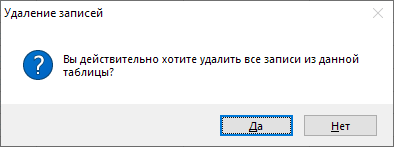 Удаление записей
Вы действительно хотите удалить все записи из данной
таблицы?
Да
Нет